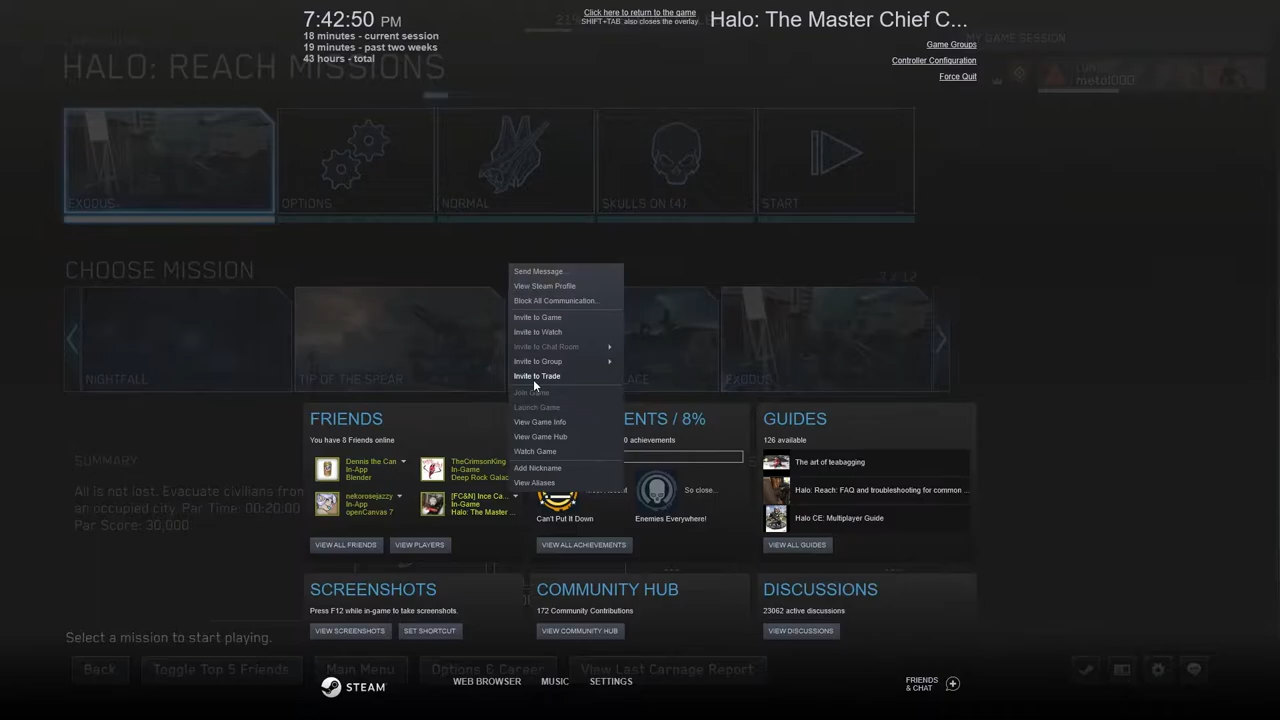 7:42:50 PM
18 minutes - current session
19 minutes - past two weeks
43 hours - total
Click here to return to the game
SHIFT+TAB also closes the overlay...
Halo: The Master Chief C...
Game Groups
Controller Configuration
Force Quit
MY GAME SESSION
metal000
HALO: REACH MISSIONS
EXODUS
OPTIONS
NORMAL
SKULLS ON (4)
START
CHOOSE MISSION
NIGHTFALL
TIP OF THE SPEAR
EXODUS
Send Message...
View Steam Profile
Block All Communication...
Invite to Game
Invite to Watch
Invite to Chat Room
Invite to Group
Invite to Trade
Join Game
Launch Game
View Game Info
View Game Hub
Watch Game
Add Nickname
View Aliases
SUMMARY
All is not lost. Evacuate civilians from
an occupied city. Par Time: 00:20:00
Par Score: 30,000
FRIENDS
You have 8 Friends online
Dennis the Can
In-App
Blender
TheCrimsonKing
In-Game
Deep Rock Galac
nekorosejazzy
In-App
openCanvas 7
[FC&N] Ince Ca...
In-Game
Halo: The Master ...
VIEW ALL FRIENDS
VIEW PLAYERS
ENTS / 8%
0 achievements
So close...
Can't Put It Down
Enemies Everywhere!
VIEW ALL ACHIEVEMENTS
GUIDES
126 available
The art of teabagging
Halo: Reach: FAQ and troubleshooting for common ...
Halo CE: Multiplayer Guide
VIEW ALL GUIDES
SCREENSHOTS
Press F12 while in-game to take screenshots.
VIEW SCREENSHOTS
SET SHORTCUT
COMMUNITY HUB
172 Community Contributions
VIEW COMMUNITY HUB
DISCUSSIONS
23062 active discussions
VIEW DISCUSSIONS
Select a mission to start playing.
Back
Toggle Top 5 Friends
Main Menu
Options & Career
View Last Carnage Report
STEAM
WEB BROWSER
MUSIC
SETTINGS
FRIENDS
& CHAT